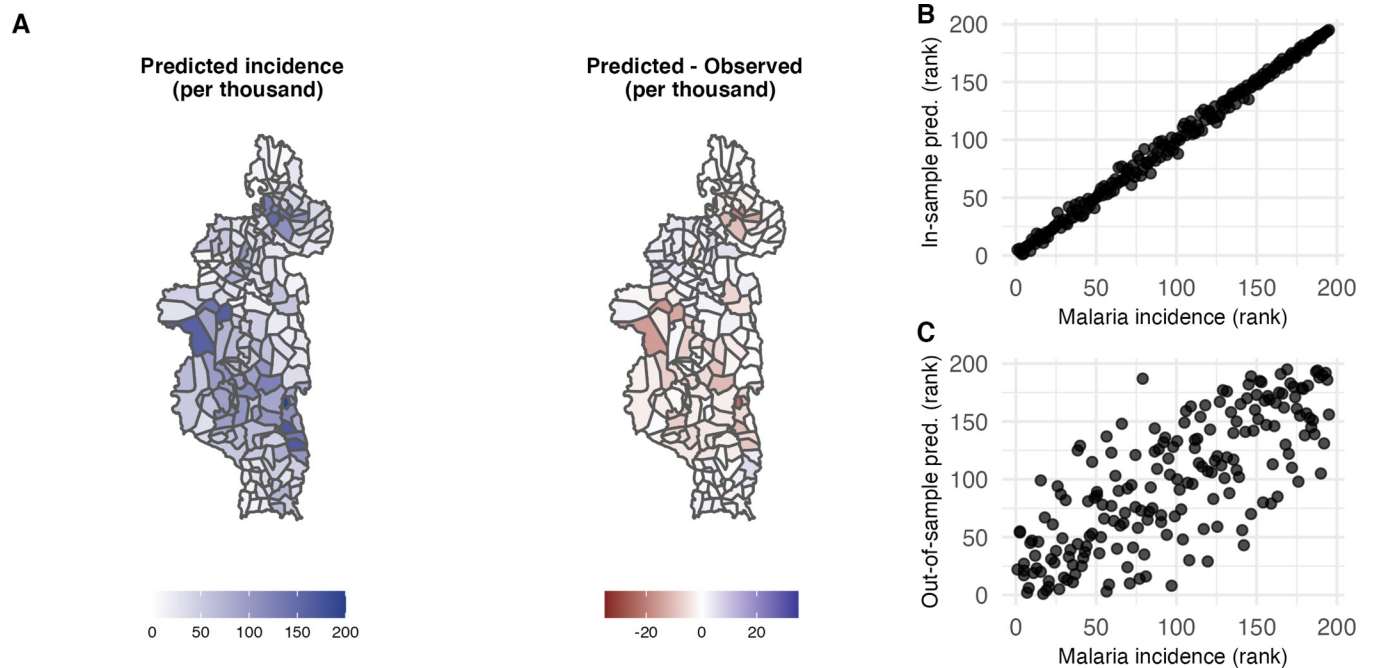 A
Predicted incidence
(per thousand)
0 50 100 150 200
Predicted - Observed
(per thousand)
-20 0 20
B
In-sample pred. (rank)
200
150
100
50
0
0 50 100 150 200
Malaria incidence (rank)
C
Out-of-sample pred. (rank)
200
150
100
50
0
0 50 100 150 200
Malaria incidence (rank)